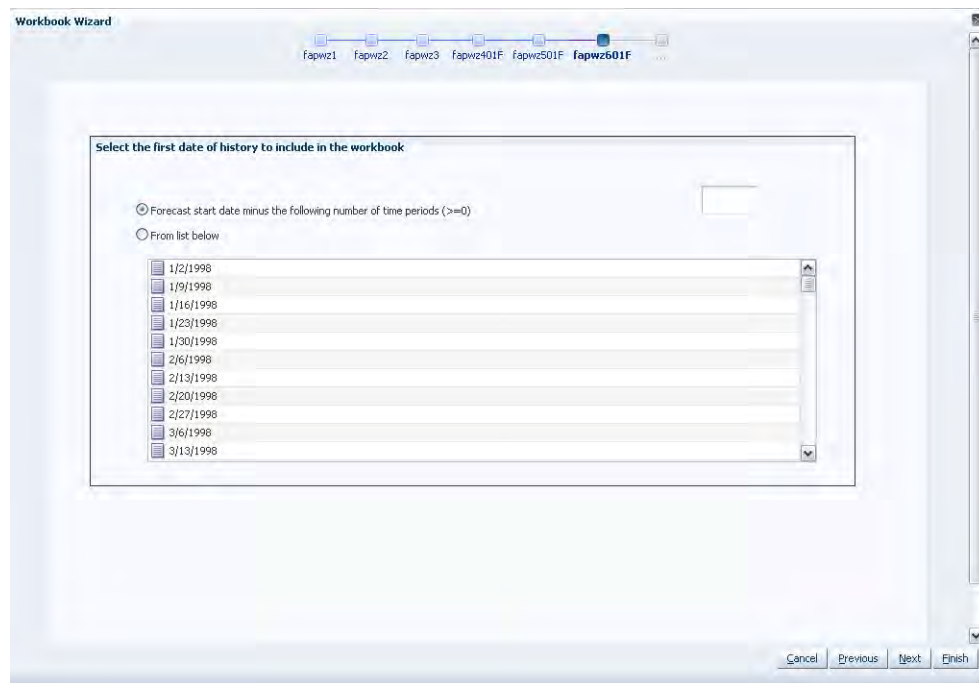 Workbook Wizard
fapwz1 fapwz2 fapwz3 fapwz401F fapwz501F fapwz601F ...
Select the first date of history to include in the workbook
Forecast start date minus the following number of time periods (>=0)
From list below
1/2/1998
1/9/1998
1/16/1998
1/23/1998
1/30/1998
2/6/1998
2/13/1998
2/20/1998
2/27/1998
3/6/1998
3/13/1998
Cancel Previous Next Finish